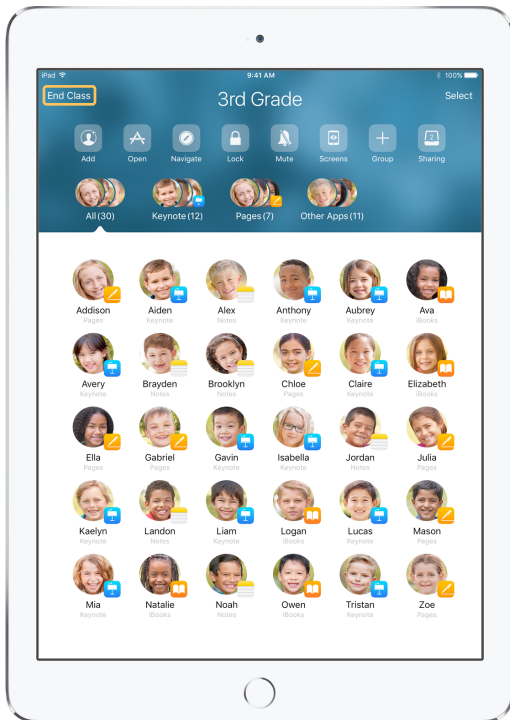 iPad 9:41 AM 100%
End Class 3rd Grade Select
Add Open Navigate Lock Mute Screens Group Sharing
2
All (30) Keynote (12) Pages (7) Other Apps (11)
Addison Aiden Alex Anthony Aubrey Ava
Pages Keynote Notes Keynote Keynote iBooks
Avery Brayden Brooklyn Chloe Claire Elizabeth
Keynote Notes Notes Pages Keynote iBooks
Ella Gabriel Gavin Isabella Jordan Julia
Pages Pages Keynote Keynote Notes Pages
Kaelyn Landon Liam Logan Lucas Mason
Keynote Notes Keynote iBooks Keynote Pages
Mia Natalie Noah Owen Tristan Zoe
Keynote iBooks Notes iBooks Keynote Pages